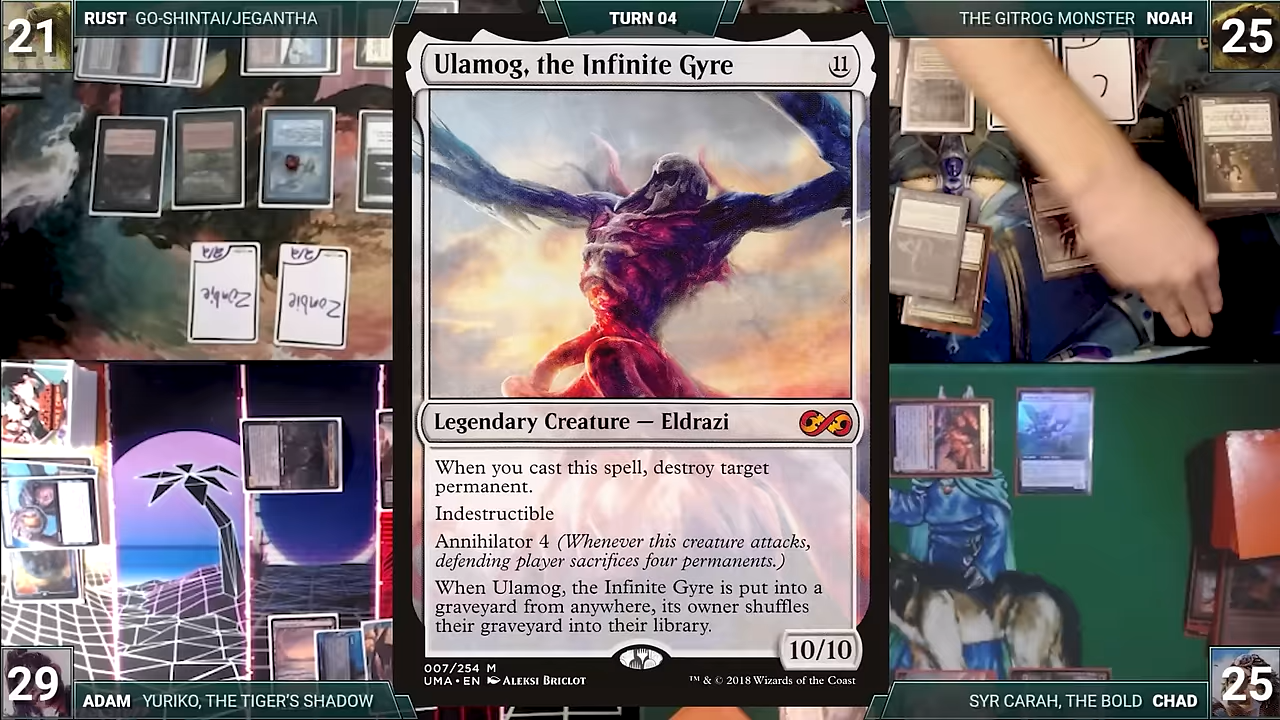 21
RUST GO-SHINTAI/JEGANTHA
TURN 04
THE GITROG MONSTER NOAH
25
Ulamog, the Infinite Gyre
11
Legendary Creature — Eldrazi
When you cast this spell, destroy target
permanent.
Indestructible
Annihilator 4 (Whenever this creature attacks,
defending player sacrifices four permanents.)
When Ulamog, the Infinite Gyre is put into a
graveyard from anywhere, its owner shuffles
their graveyard into their library.
10/10
007/254 M
UMA • EN ALEKSI BRICLOT
™ & © 2018 Wizards of the Coast
2/2
Zombie
2/2
Zombie
29
ADAM YURIKO, THE TIGER'S SHADOW
SYR CARAH, THE BOLD CHAD
25